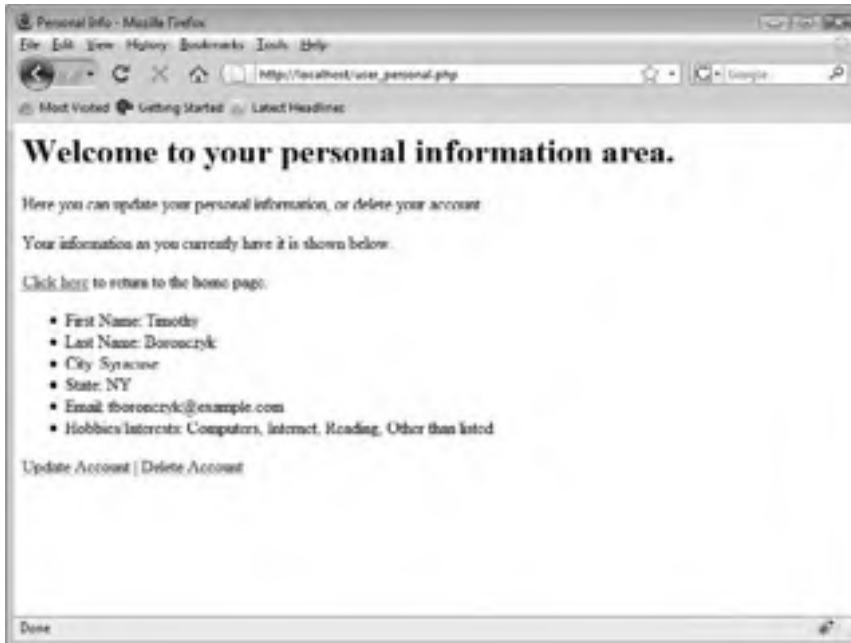 Personal Info - Mozilla Firefox
File Edit View History Bookmarks Tools Help
http://localhost/user_personal.php
Google
Most Visited Getting Started Latest Headlines
Welcome to your personal information area.
Here you can update your personal information, or delete your account.
Your information as you currently have it is shown below.
Click here to return to the home page.
• First Name: Timothy
• Last Name: Boronczyk
• City: Syracuse
• State: NY
• Email: tboronczyk@example.com
• Hobbies/Interests: Computers, Internet, Reading, Other than listed
Update Account | Delete Account
Done